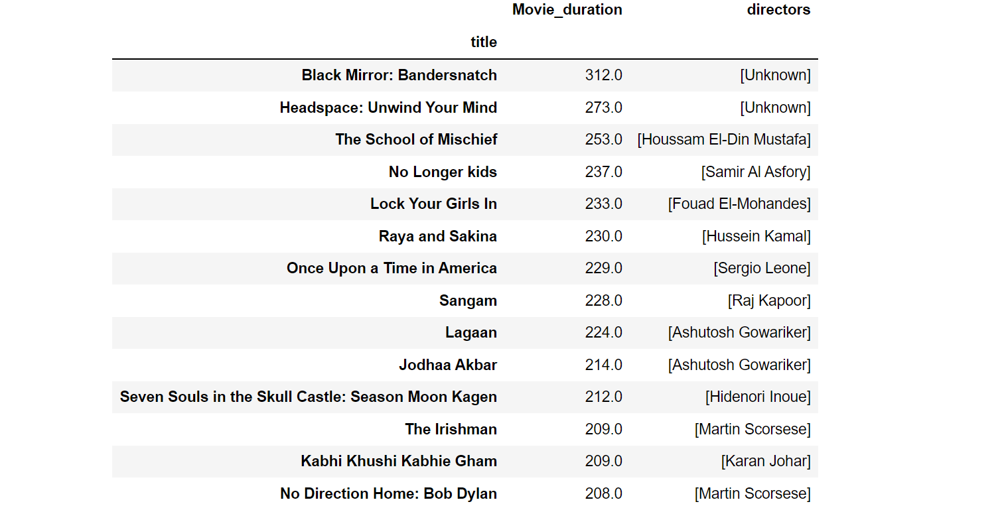 Movie_duration directors
title
Black Mirror: Bandersnatch 312.0 [Unknown]
Headspace: Unwind Your Mind 273.0 [Unknown]
The School of Mischief 253.0 [Houssam El-Din Mustafa]
No Longer kids 237.0 [Samir Al Asfory]
Lock Your Girls In 233.0 [Fouad El-Mohandes]
Raya and Sakina 230.0 [Hussein Kamal]
Once Upon a Time in America 229.0 [Sergio Leone]
Sangam 228.0 [Raj Kapoor]
Lagaan 224.0 [Ashutosh Gowariker]
Jodhaa Akbar 214.0 [Ashutosh Gowariker]
Seven Souls in the Skull Castle: Season Moon Kagen 212.0 [Hidenori Inoue]
The Irishman 209.0 [Martin Scorsese]
Kabhi Khushi Kabhie Gham 209.0 [Karan Johar]
No Direction Home: Bob Dylan 208.0 [Martin Scorsese]